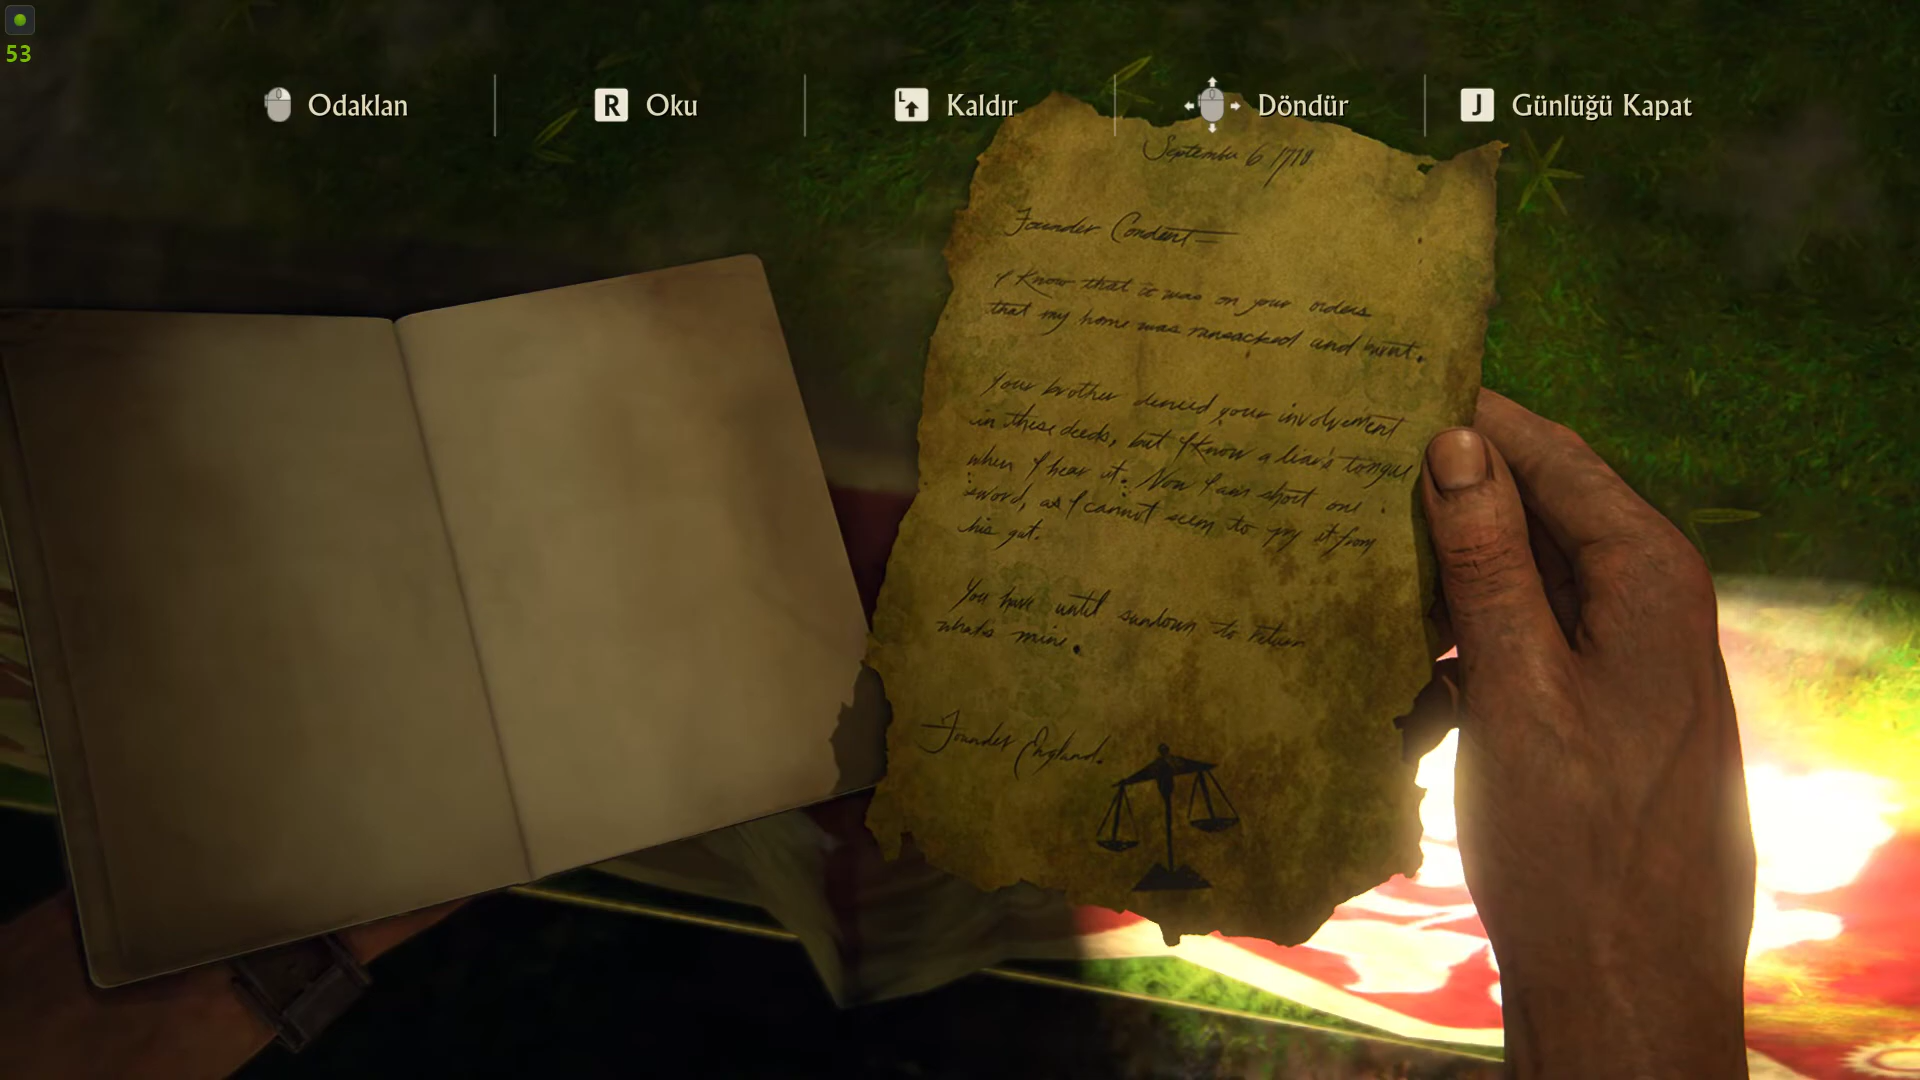 53
Odaklan
R Oku
L Kaldır
Döndür
J Günlüğü Kapat
September 6 1718
Founder Condent—
I know that it was on your orders
that my home was ransacked and burnt.
Your brother denied your involvement
in these deeds, but I know a liar's tongue
when I hear it. Now I am short one
sword, as I cannot seem to pry it from
his gut.
You have until sundown to return
what's mine.
Founder England.